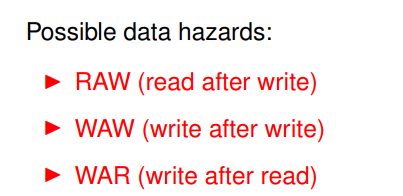 Possible data hazards:
► RAW (read after write)
► WAW (write after write)
► WAR (write after read)